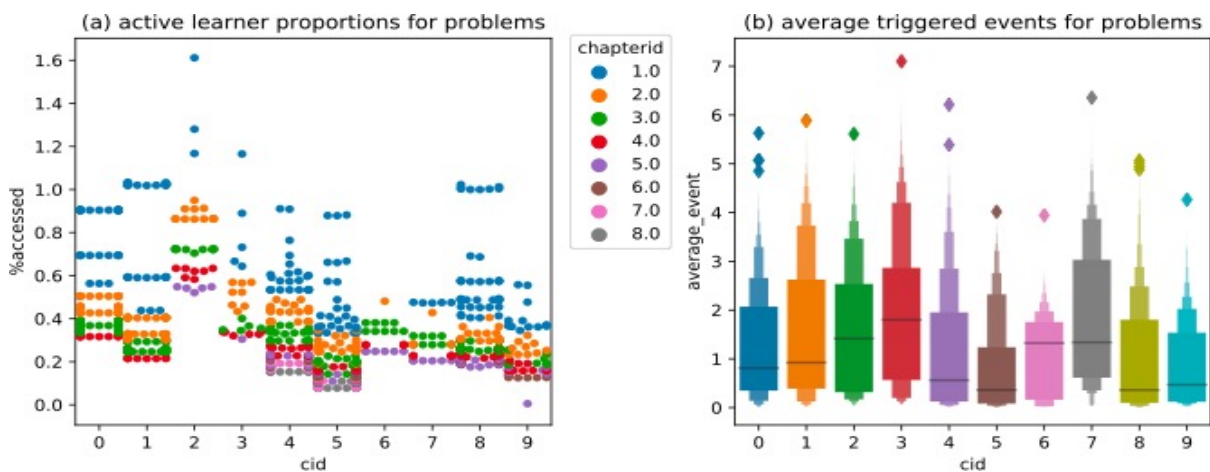 (a) active learner proportions for problems
%accessed
1.6
1.4
1.2
1.0
0.8
0.6
0.4
0.2
0.0
0 1 2 3 4 5 6 7 8 9
cid
chapterid
1.0
2.0
3.0
4.0
5.0
6.0
7.0
8.0
(b) average triggered events for problems
average_event
7
6
5
4
3
2
1
0
0 1 2 3 4 5 6 7 8 9
cid